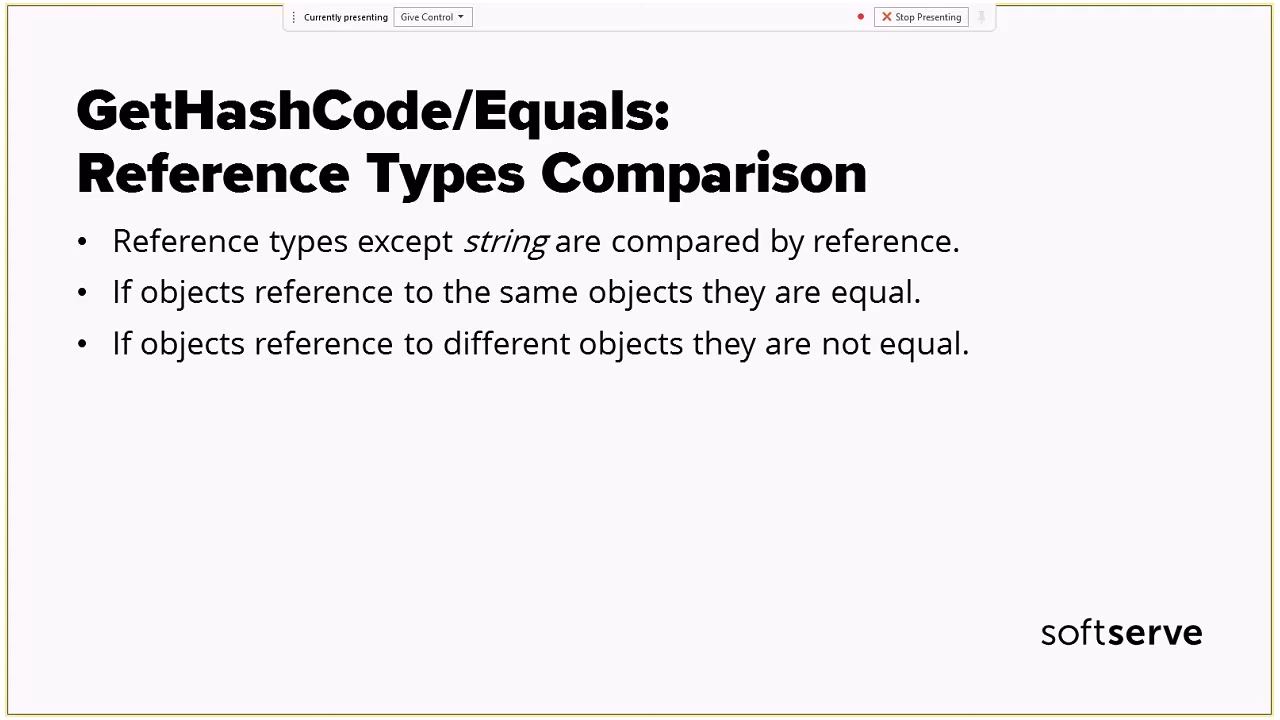 Currently presenting Give Control Stop Presenting
GetHashCode/Equals:
Reference Types Comparison
• Reference types except string are compared by reference.
• If objects reference to the same objects they are equal.
• If objects reference to different objects they are not equal.
softserve